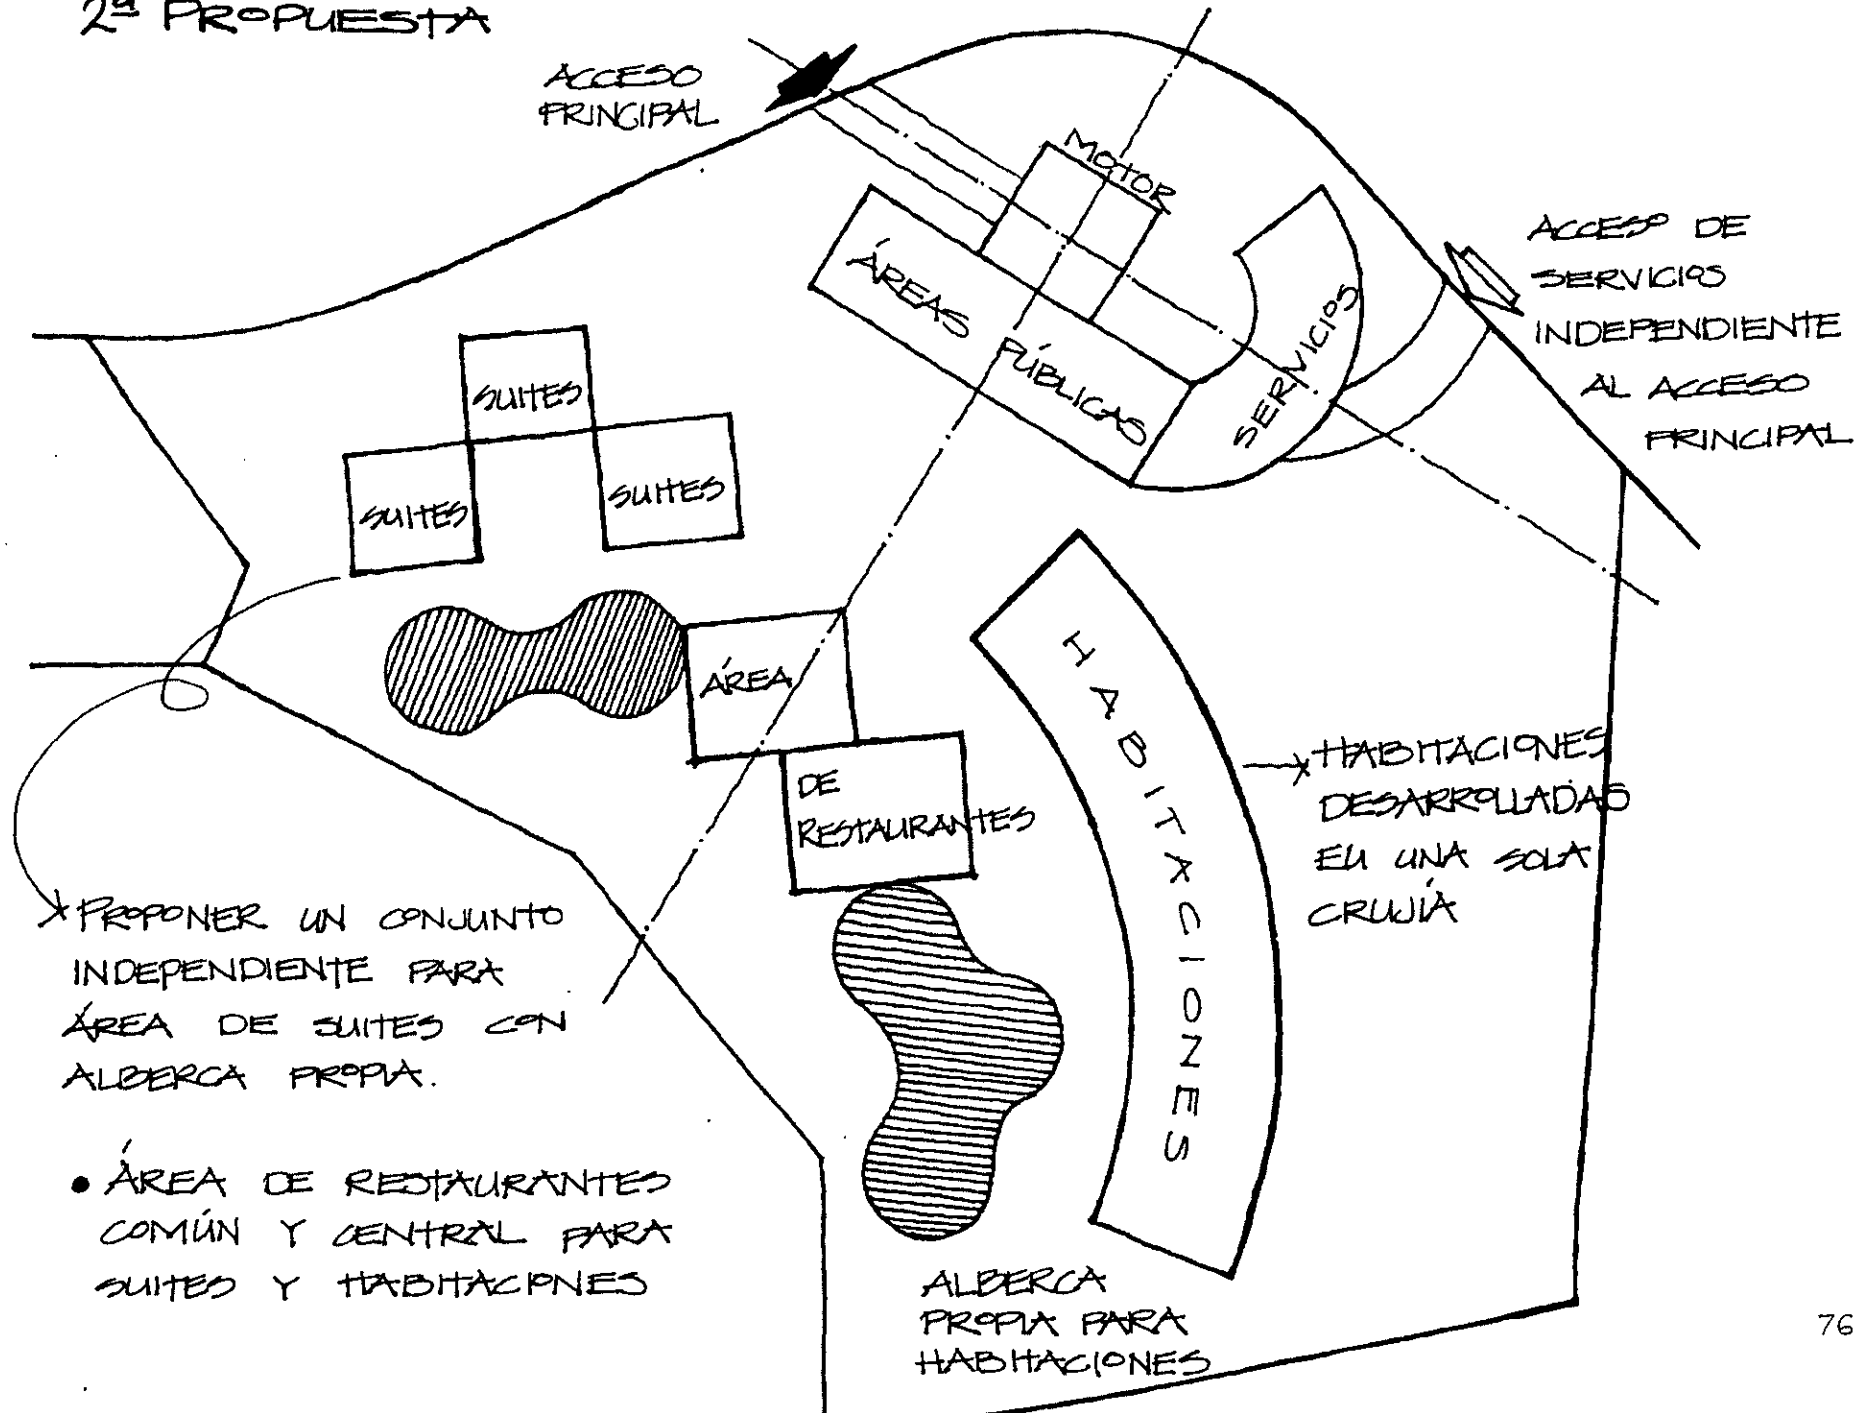 2ª PROPUESTA
ACCESO
PRINCIPAL
MOTOR
ÁREAS PÚBLICAS
SERVICIOS
ACCESO DE
SERVICIOS
INDEPENDIENTE
AL ACCESO
PRINCIPAL
SUITES
SUITES
SUITES
ÁREA
DE
RESTAURANTES
HABITACIONES
HABITACIONES
DESARROLLADAS
EN UNA SOLA
CRUJÍA
PROPONER UN CONJUNTO
INDEPENDIENTE PARA
ÁREA DE SUITES CON
ALBERCA PROPIA.
• ÁREA DE RESTAURANTES
COMÚN Y CENTRAL PARA
SUITES Y HABITACIONES
ALBERCA
PROPIA PARA
HABITACIONES
76